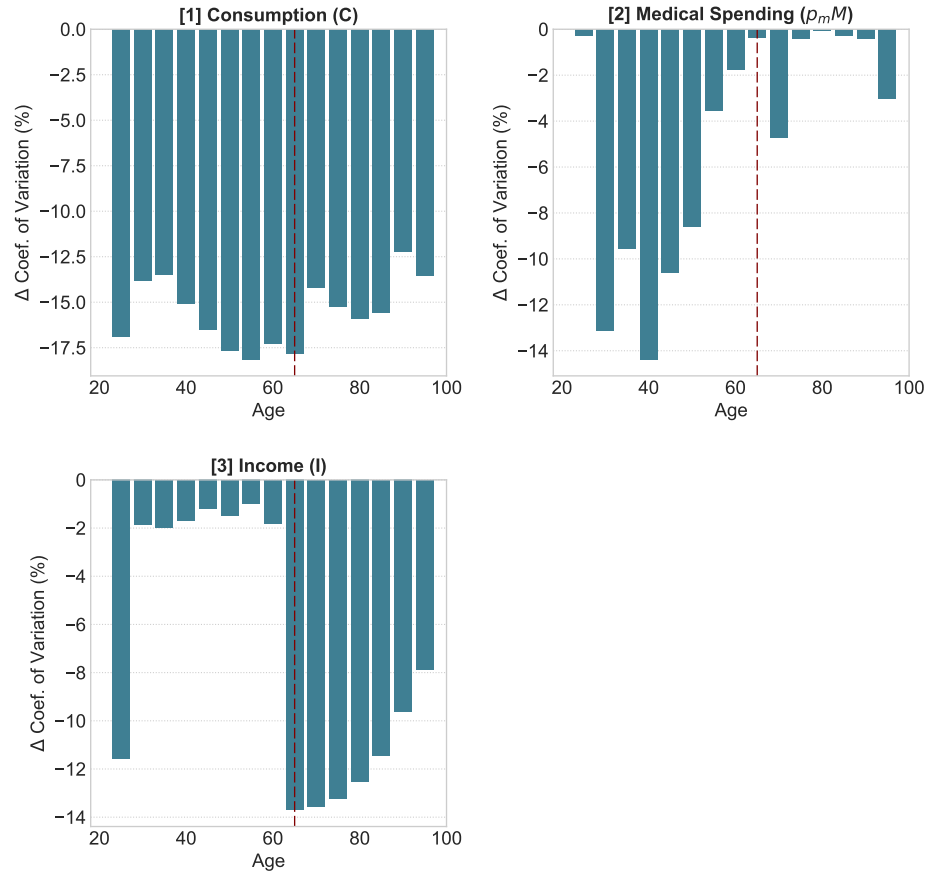 [1] Consumption (C)
0.0
−2.5
−5.0
−7.5
−10.0
−12.5
−15.0
−17.5
Δ Coef. of Variation (%)
20 40 60 80 100
Age
[2] Medical Spending (pₘM)
0
−2
−4
−6
−8
−10
−12
−14
Δ Coef. of Variation (%)
20 40 60 80 100
Age
[3] Income (I)
0
−2
−4
−6
−8
−10
−12
−14
Δ Coef. of Variation (%)
20 40 60 80 100
Age